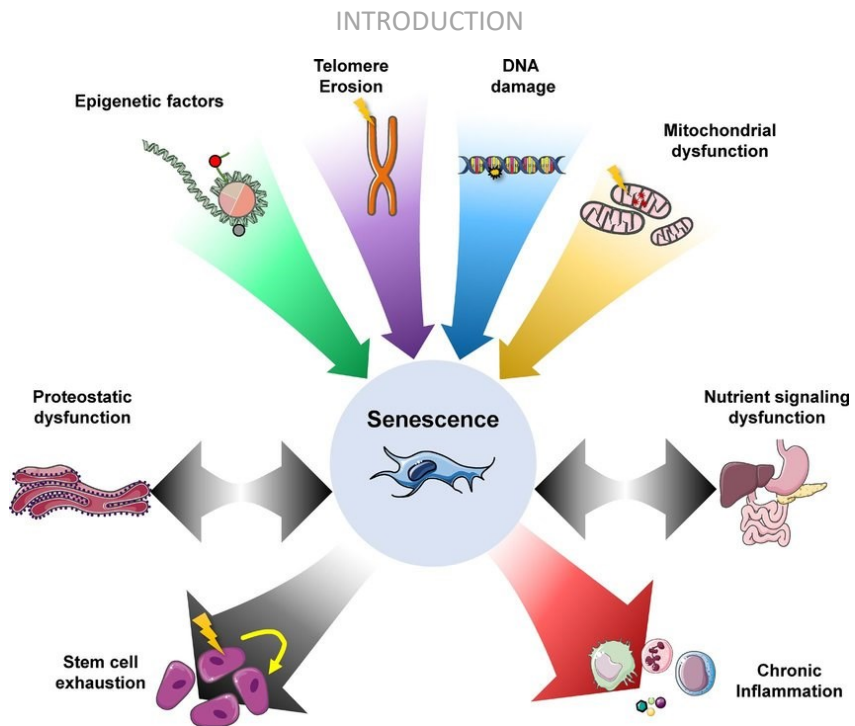 INTRODUCTION
Telomere
Erosion
DNA
damage
Epigenetic factors
Mitochondrial
dysfunction
Proteostatic
dysfunction
Senescence
Nutrient signaling
dysfunction
Stem cell
exhaustion
Chronic
Inflammation